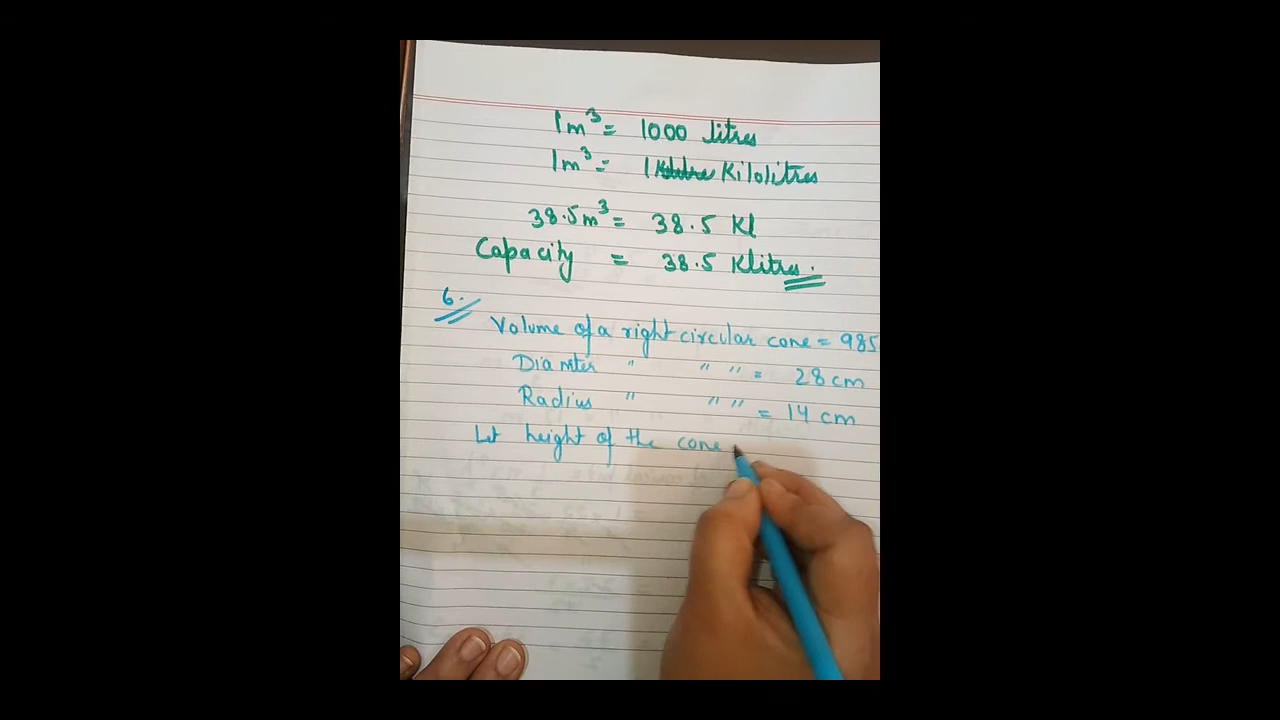 1m³ = 1000 litres
1m³ = 1 Kilolitres
38.5m³ = 38.5 Kl
Capacity = 38.5 Klitres.
6.
Volume of a right circular cone = 985
Diameter " " " = 28 cm
Radius " " " = 14 cm
Let height of the cone